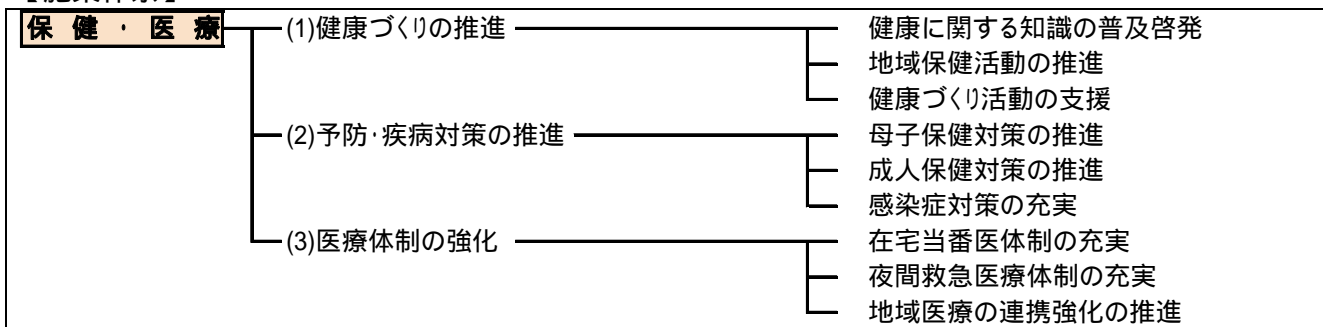 保 健 ・ 医 療 (1)健康づくりの推進 健康に関する知識の普及啓発
地域保健活動の推進
健康づくり活動の支援
(2)予防・疾病対策の推進 母子保健対策の推進
成人保健対策の推進
感染症対策の充実
(3)医療体制の強化 在宅当番医体制の充実
夜間救急医療体制の充実
地域医療の連携強化の推進